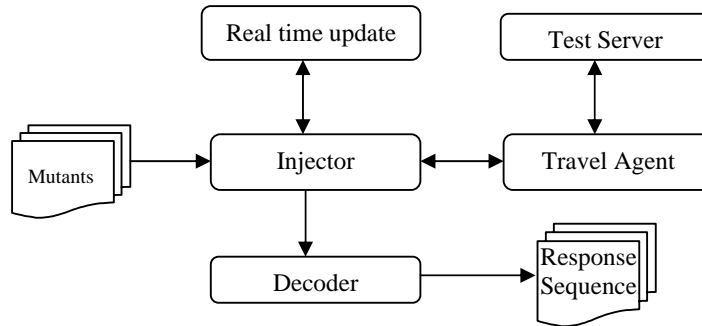 Real time update
Test Server
Mutants
Injector
Travel Agent
Decoder
Response
Sequence